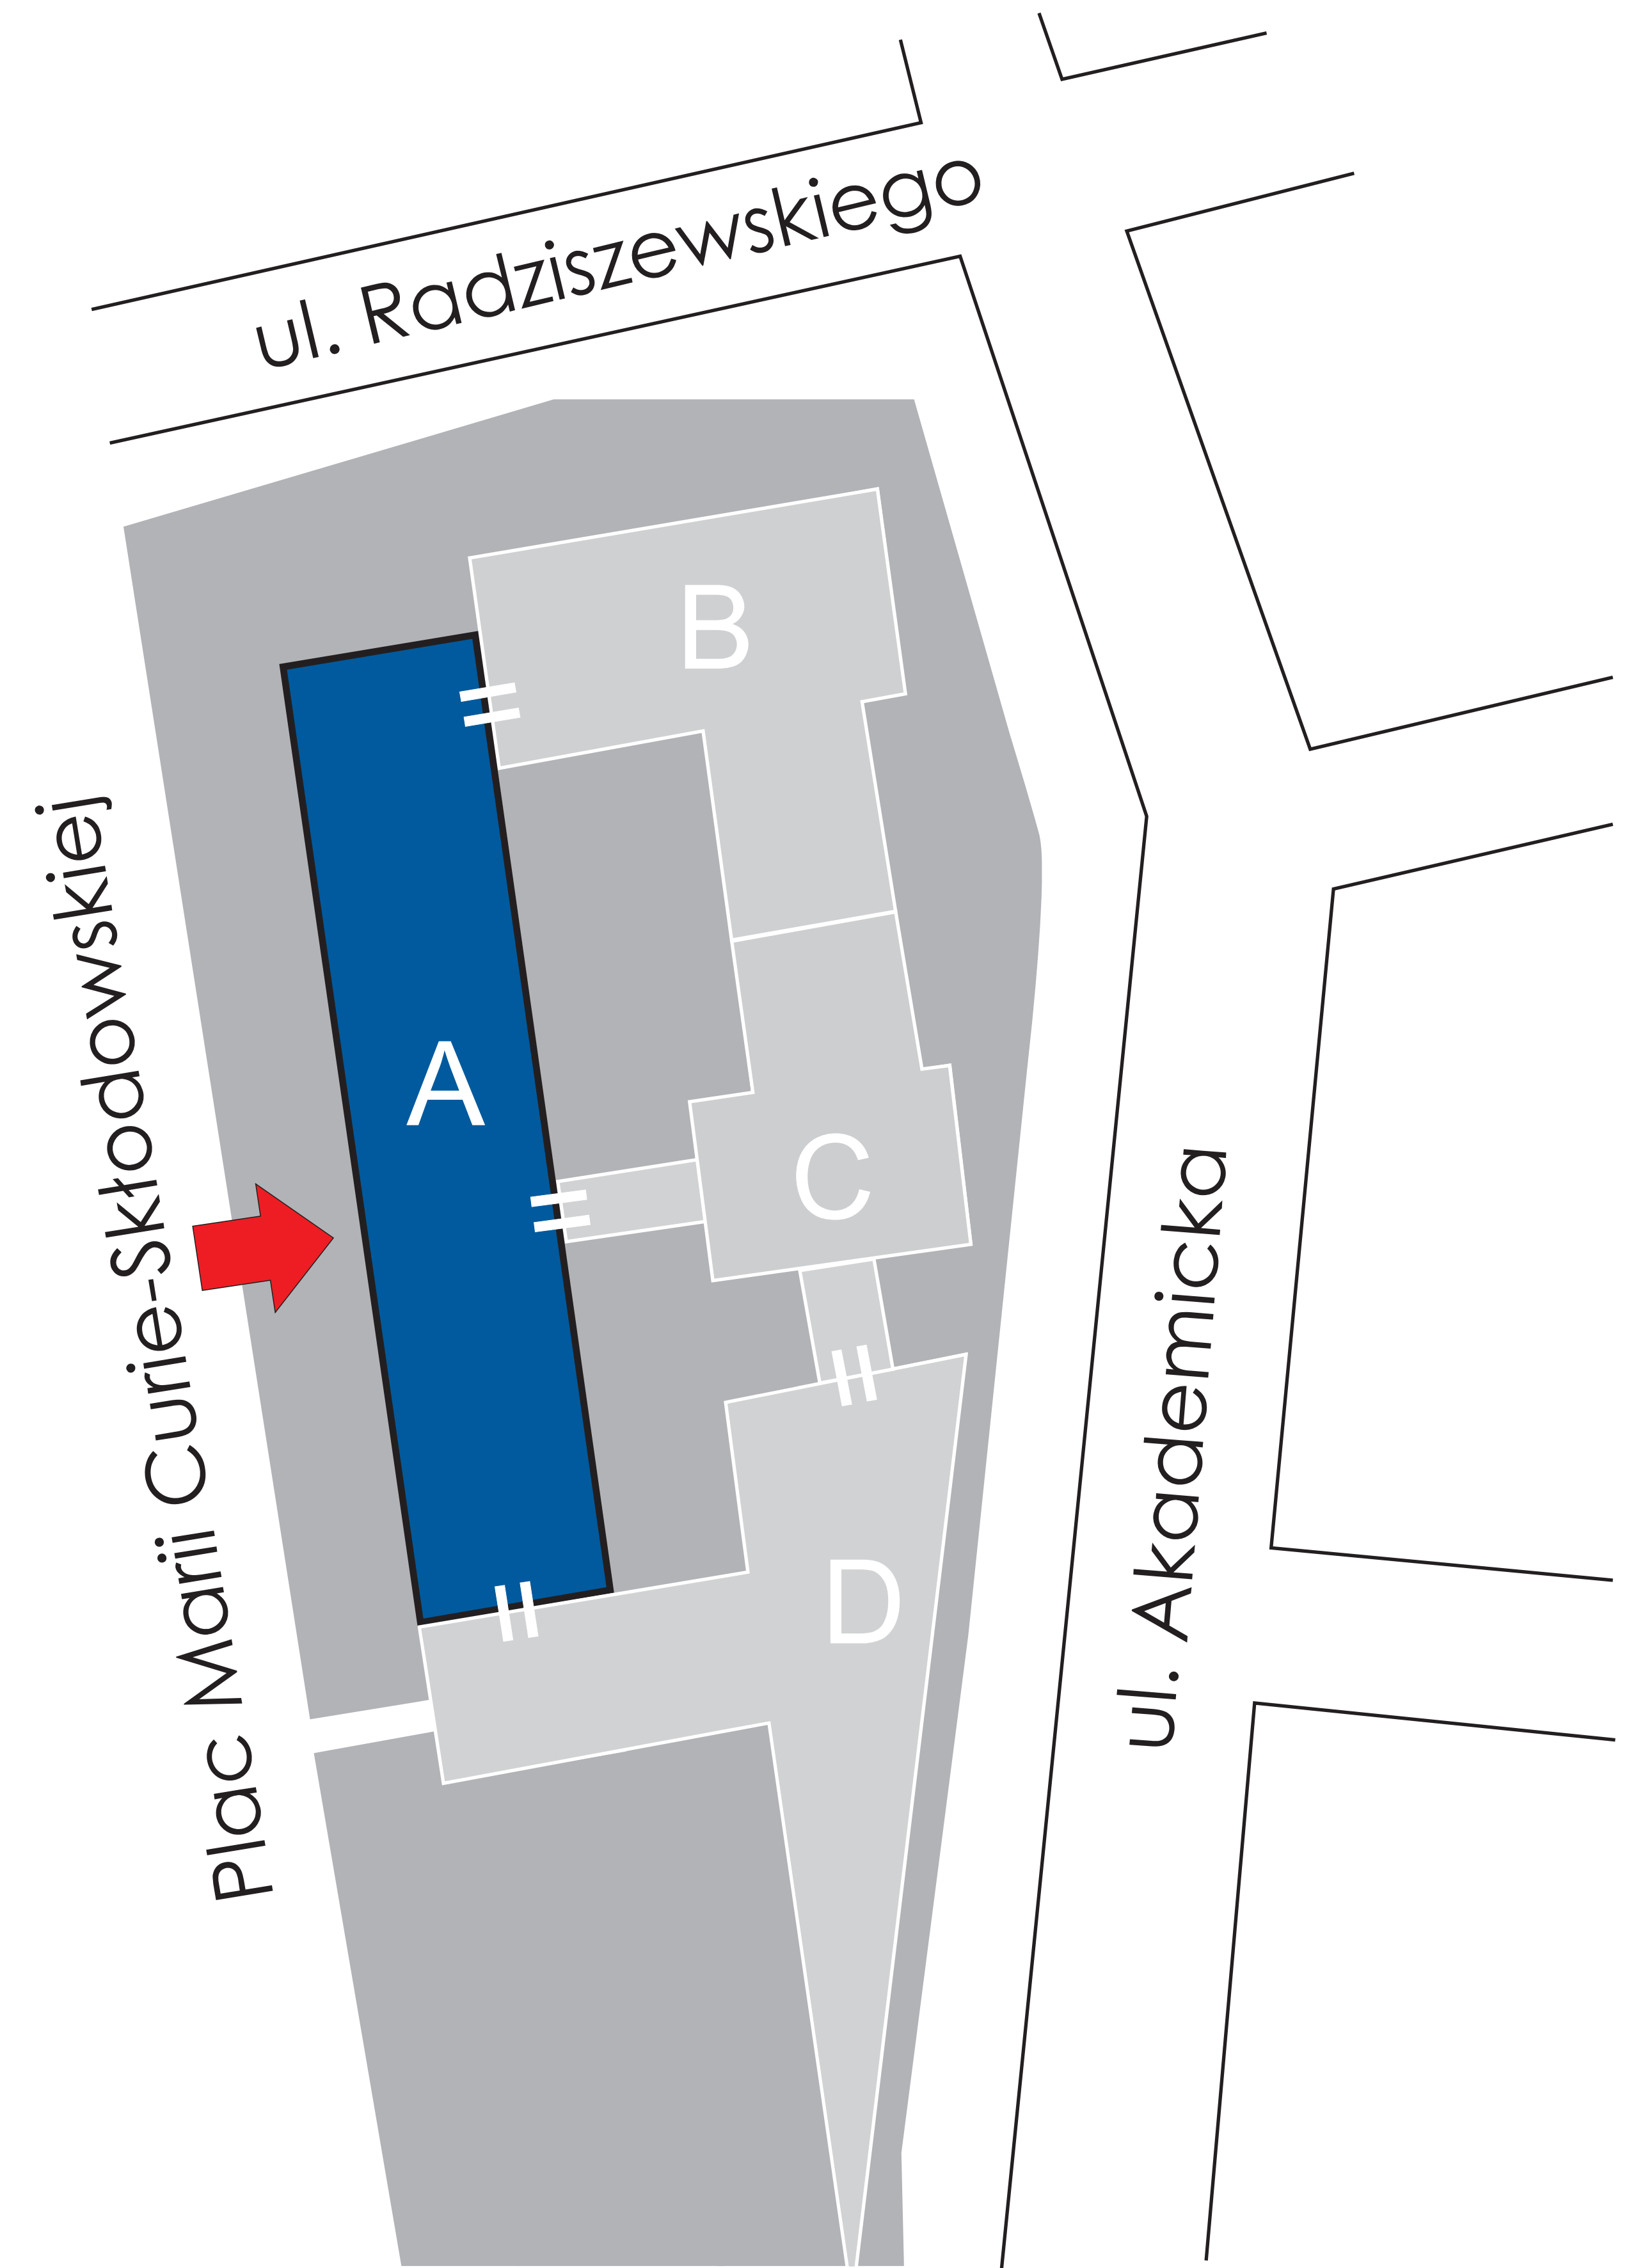 ul. Radziszewskiego
B
A
Plac Marii Curie-Skłodowskiej
C
ul. Akademicka
D